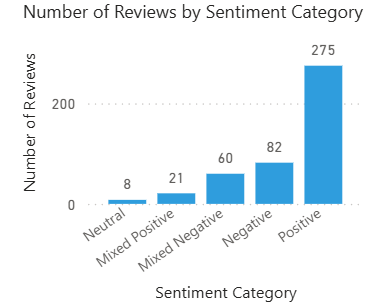 Number of Reviews by Sentiment Category
Number of Reviews
275
200
82
60
21
8
0
Neutral
Mixed Positive
Mixed Negative
Negative
Positive
Sentiment Category